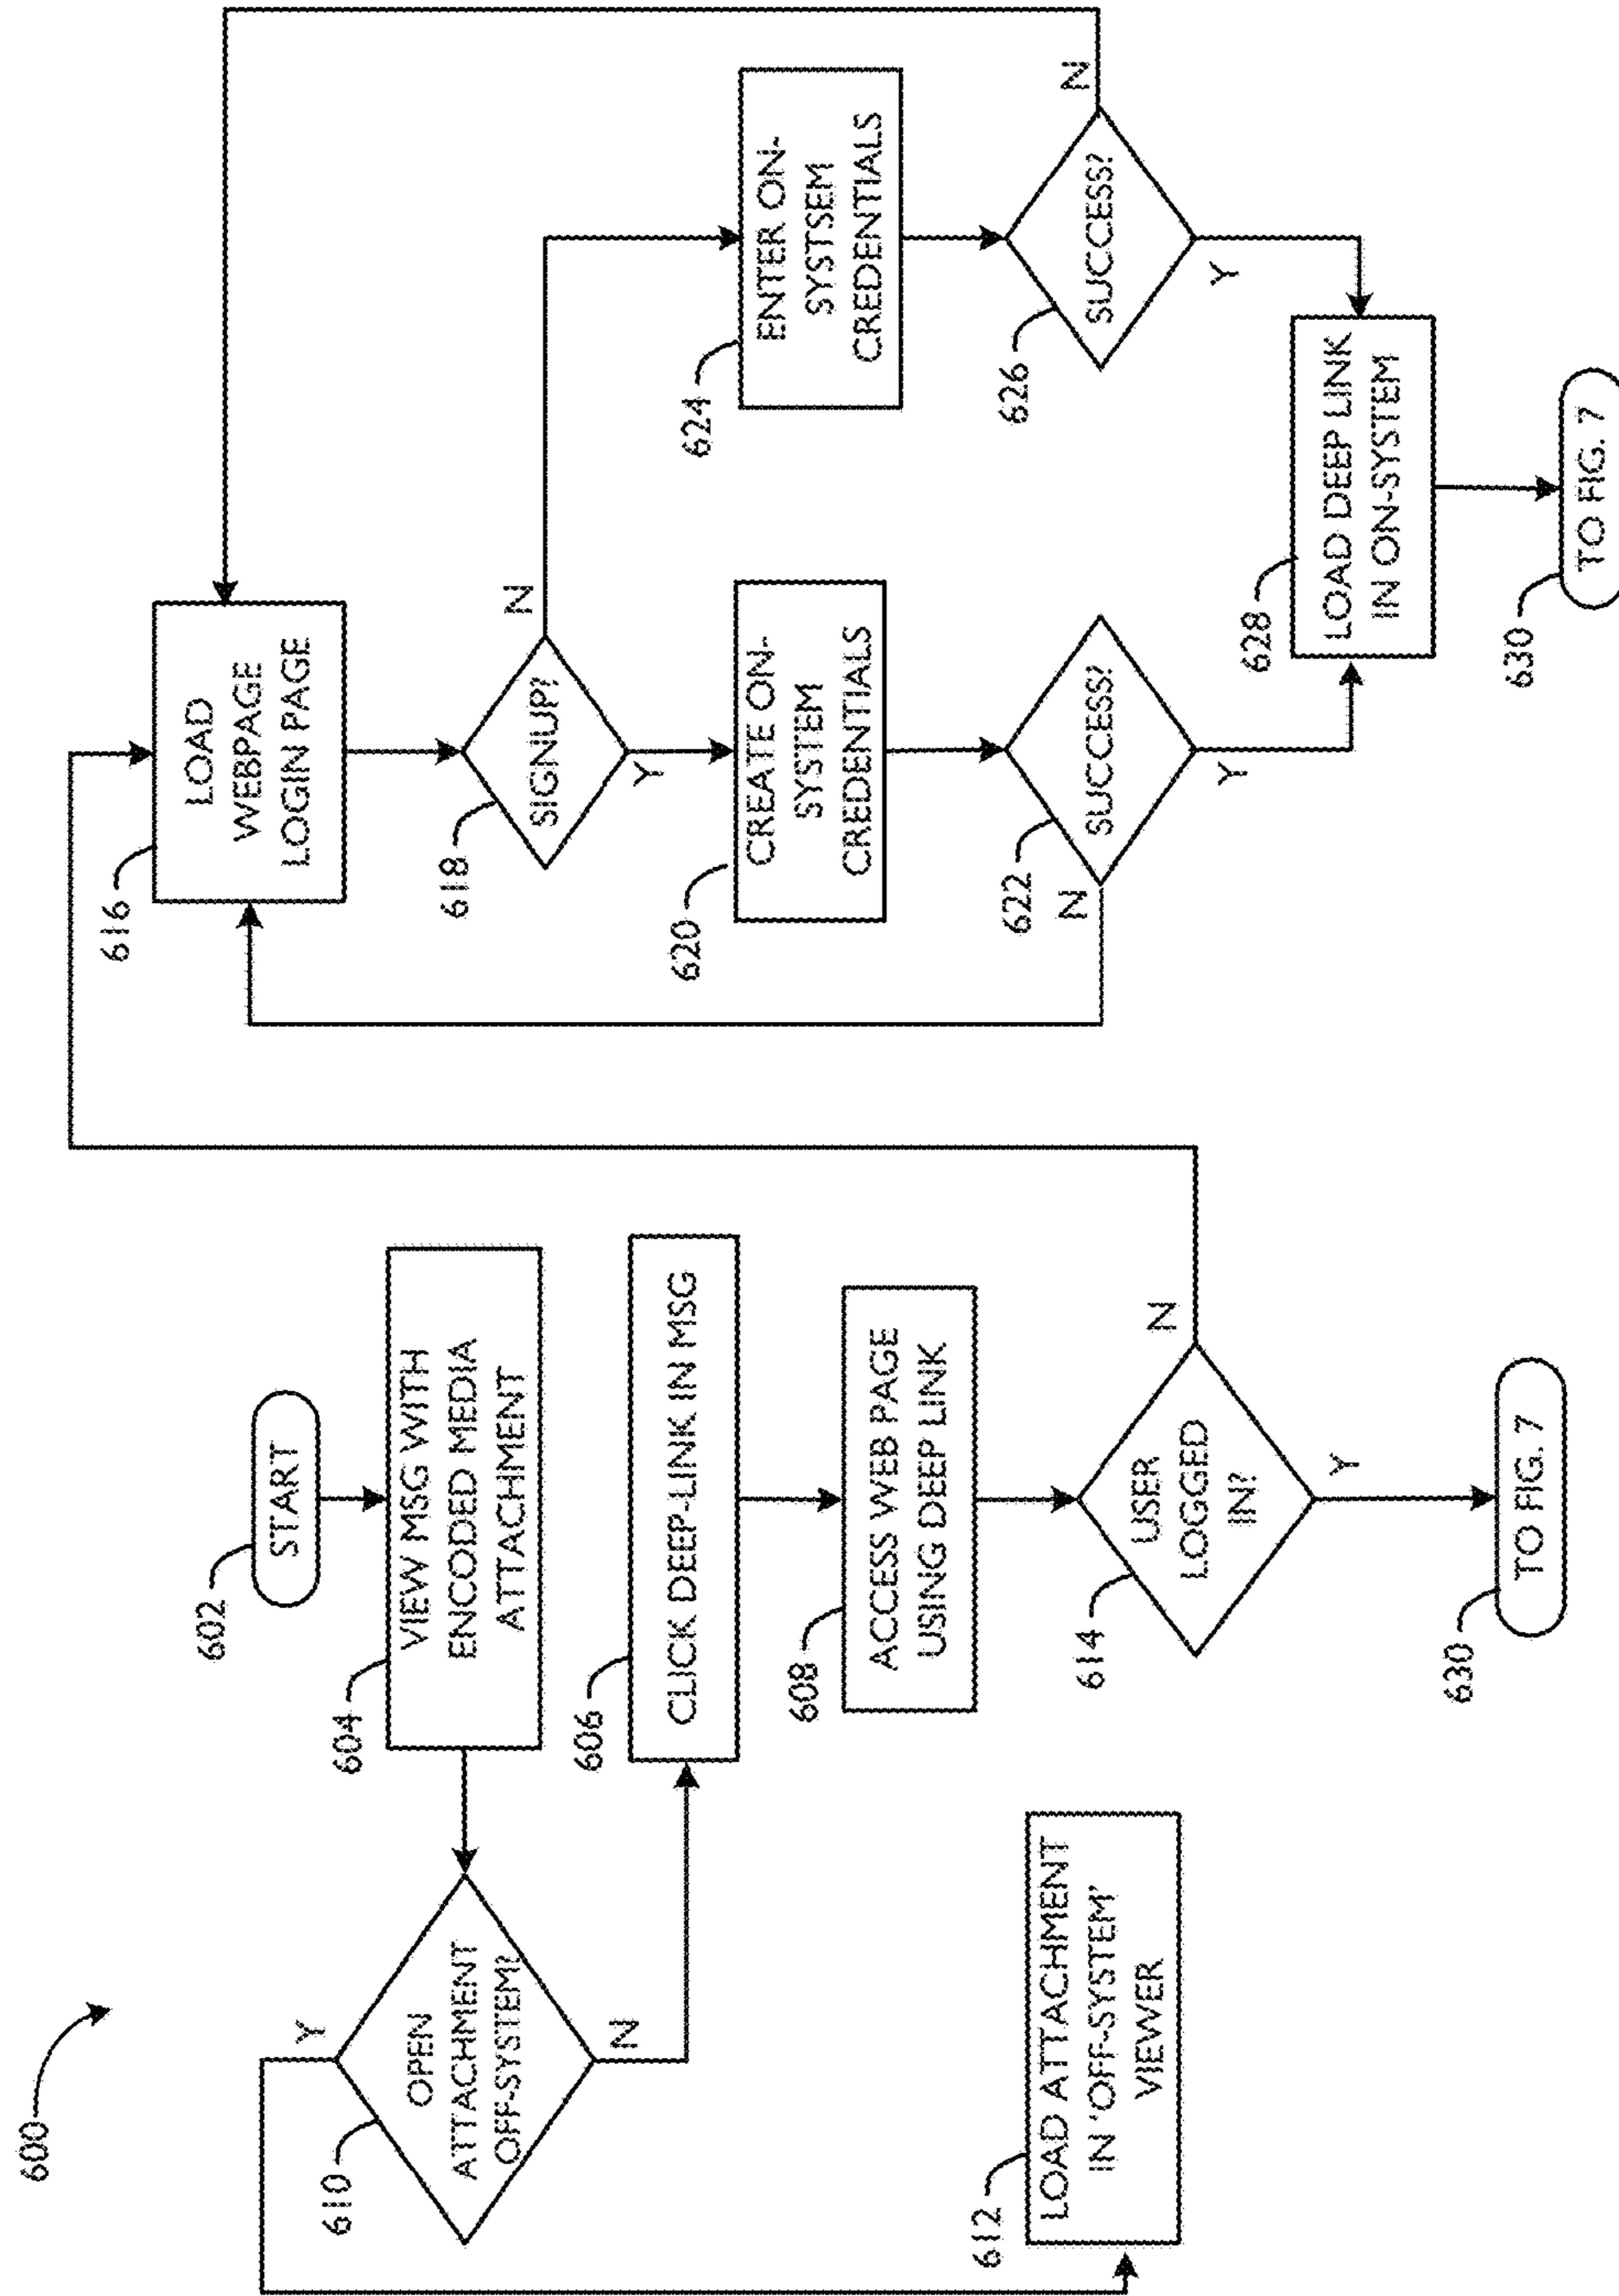 600
602
START
604
VIEW MSG WITH
ENCODED MEDIA
ATTACHMENT
610
OPEN
ATTACHMENT
OFF-SYSTEM?
Y
N
606
CLICK DEEP-LINK IN MSG
608
ACCESS WEB PAGE
USING DEEP LINK
612
LOAD ATTACHMENT
IN 'OFF-SYSTEM'
VIEWER
614
USER
LOGGED
IN?
N
Y
630
TO FIG. 7
616
LOAD
WEBPAGE
LOGIN PAGE
618
SIGNUP?
N
Y
620
CREATE ON-
SYSTEM
CREDENTIALS
622
SUCCESS?
N
Y
624
ENTER ON-
SYSTSEM
CREDENTIALS
626
SUCCESS?
N
Y
628
LOAD DEEP LINK
IN ON-SYSTEM
630
TO FIG. 7